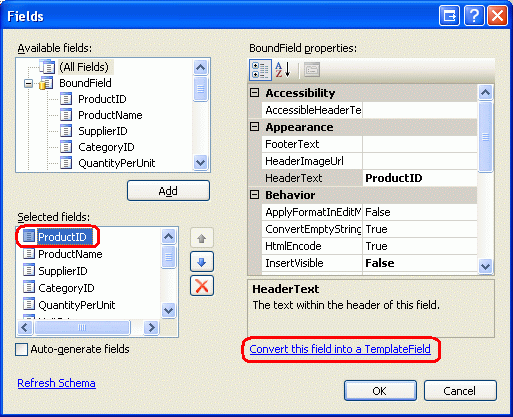 Fields
Available fields:
(All Fields)
BoundField
ProductID
ProductName
SupplierID
CategoryID
QuantityPerUnit
Add
Selected fields:
ProductID
ProductName
SupplierID
CategoryID
QuantityPerUnit
Auto-generate fields
Refresh Schema
BoundField properties:
Accessibility
AccessibleHeaderTe
Appearance
FooterText
HeaderImageUrl
HeaderText ProductID
Behavior
ApplyFormatInEditM False
ConvertEmptyString True
HtmlEncode True
InsertVisible False
HeaderText
The text within the header of this field.
Convert this field into a TemplateField
OK Cancel